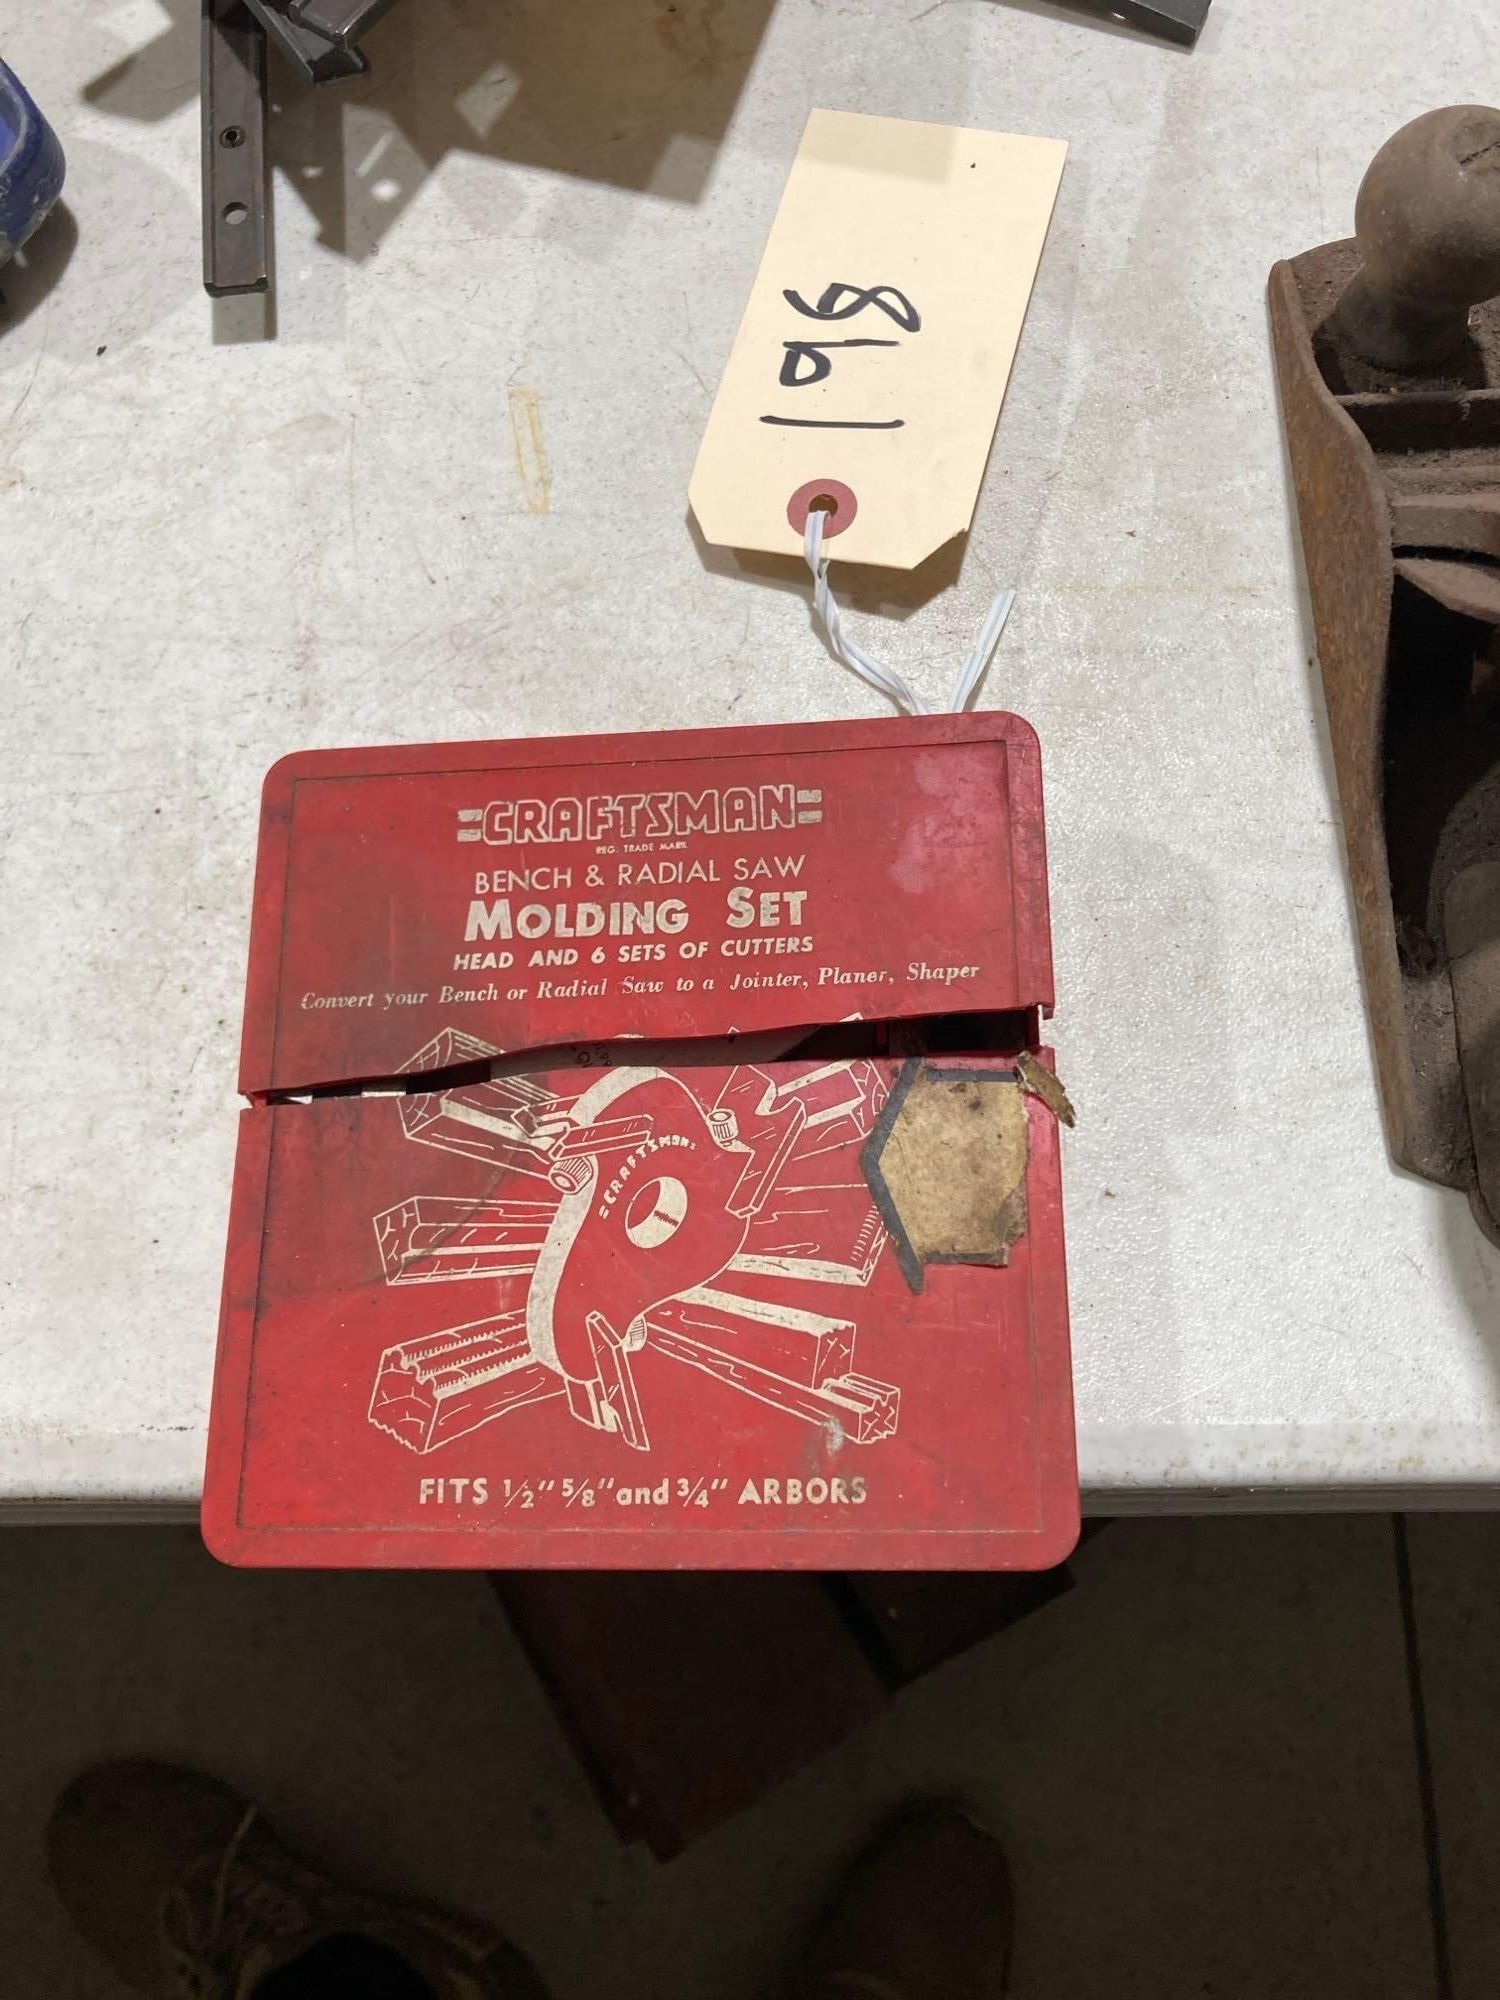 198
=CRAFTSMAN=
REG. TRADE MARK
BENCH & RADIAL SAW
MOLDING SET
HEAD AND 6 SETS OF CUTTERS
Convert your Bench or Radial Saw to a Jointer, Planer, Shaper
=CRAFTSMAN=
FITS 1/2" 5/8" and 3/4" ARBORS